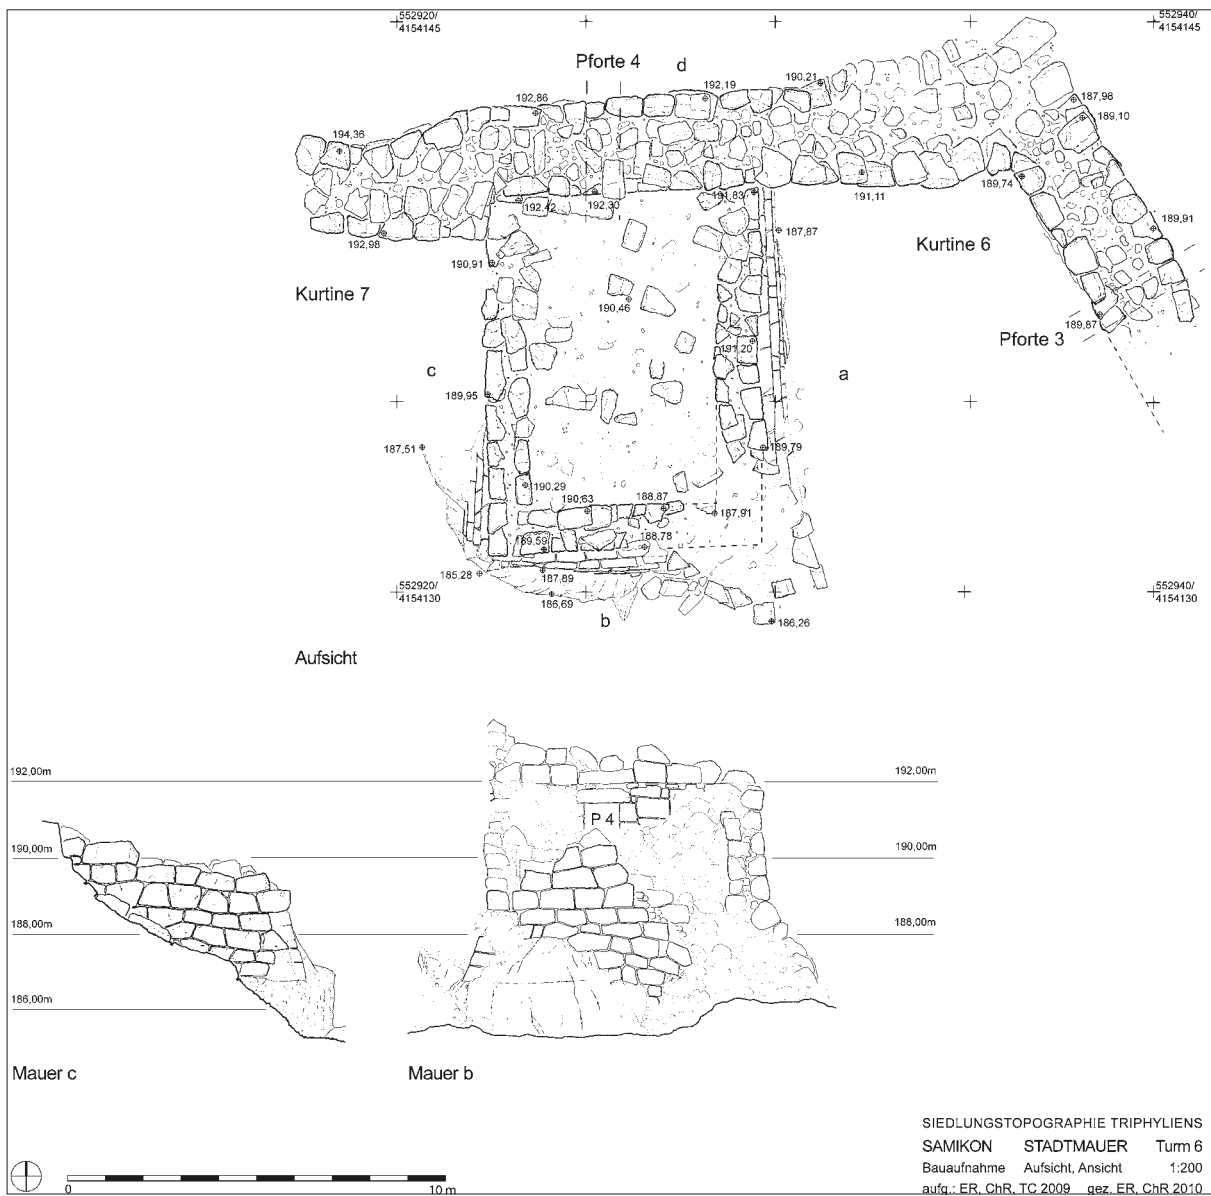 552920/
4154145
552940/
4154145
Pforte 4
d
192,19
190,21
192,86
187,98
189,10
194,36
189,74
192,42
192,30
191,83
191,11
192,98
187,87
189,91
Kurtine 6
190,91
Kurtine 7
190,46
189,87
Pforte 3
191,20
c
a
189,95
187,51
189,79
190,29
190,63
188,87
187,91
189,59
188,78
185,28
187,89
552920/
4154130
552940/
4154130
186,69
b
186,26
Aufsicht
192,00m
192,00m
P 4
190,00m
190,00m
188,00m
188,00m
186,00m
Mauer c
Mauer b
SIEDLUNGSTOPOGRAPHIE TRIPHYLIENS
SAMIKON STADTMAUER Turm 6
Bauaufnahme Aufsicht, Ansicht 1:200
aufg.: ER, ChR, TC 2009 gez. ER, ChR 2010
0 10 m